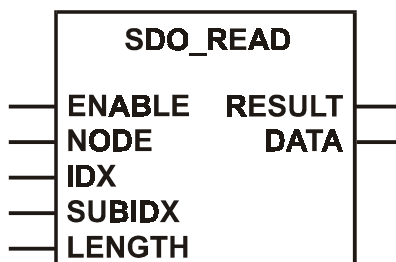 SDO_READ
ENABLE RESULT
NODE DATA
IDX
SUBIDX
LENGTH